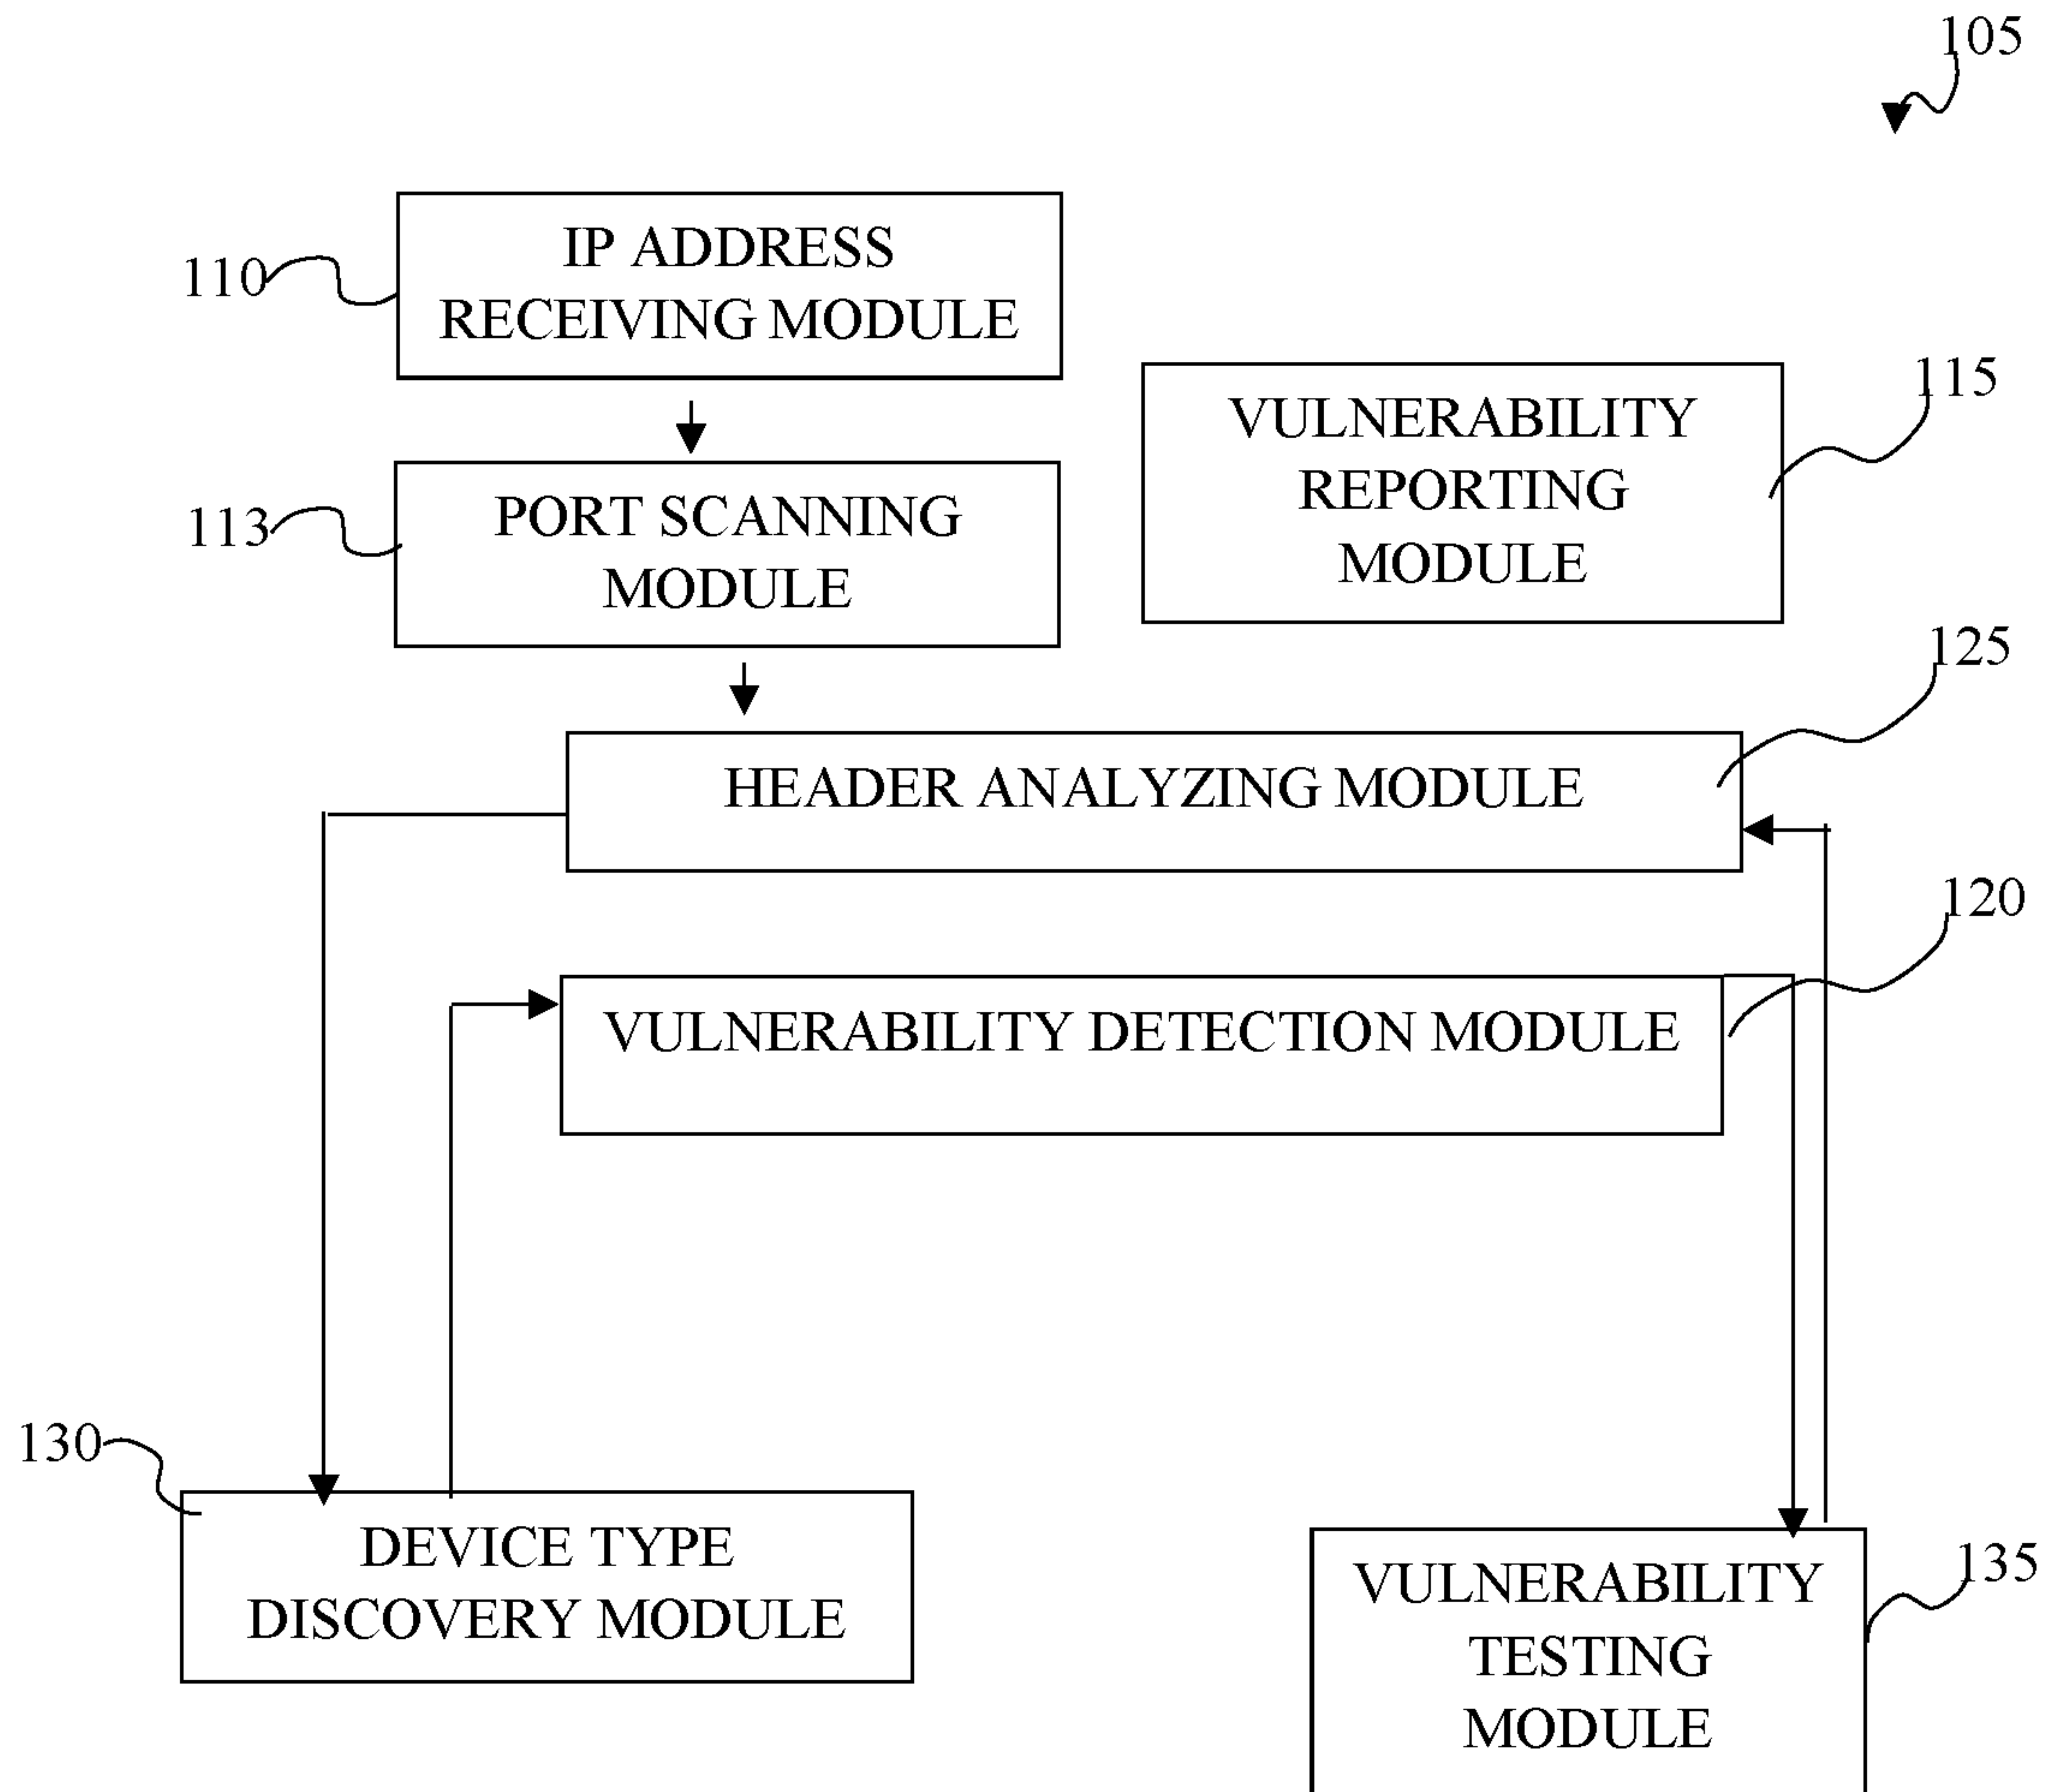 105
IP ADDRESS
RECEIVING MODULE
110
VULNERABILITY
REPORTING
MODULE
115
PORT SCANNING
MODULE
113
125
HEADER ANALYZING MODULE
120
VULNERABILITY DETECTION MODULE
130
DEVICE TYPE
DISCOVERY MODULE
VULNERABILITY
TESTING
MODULE
135